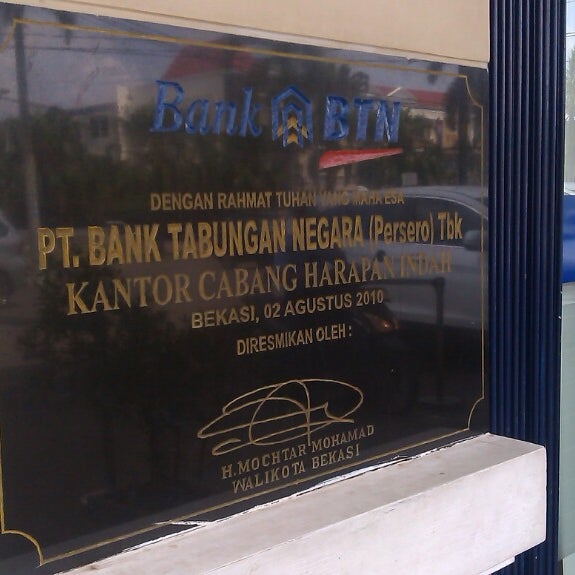 Bank BTN
DENGAN RAHMAT TUHAN YANG MAHA ESA
PT. BANK TABUNGAN NEGARA (Persero) Tbk
KANTOR CABANG HARAPAN INDAH
BEKASI, 02 AGUSTUS 2010
DIRESMIKAN OLEH :
H.MOCHTAR MOHAMAD
WALIKOTA BEKASI